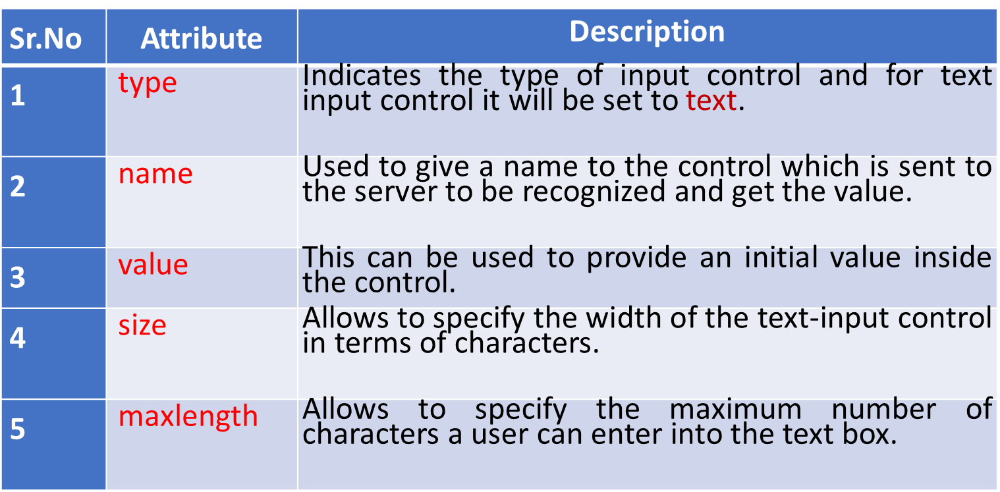 Sr.No Attribute Description
1 type Indicates the type of input control and for text
input control it will be set to text.
2 name Used to give a name to the control which is sent to
the server to be recognized and get the value.
3 value This can be used to provide an initial value inside
the control.
4 size Allows to specify the width of the text-input control
in terms of characters.
5 maxlength Allows to specify the maximum number of
characters a user can enter into the text box.